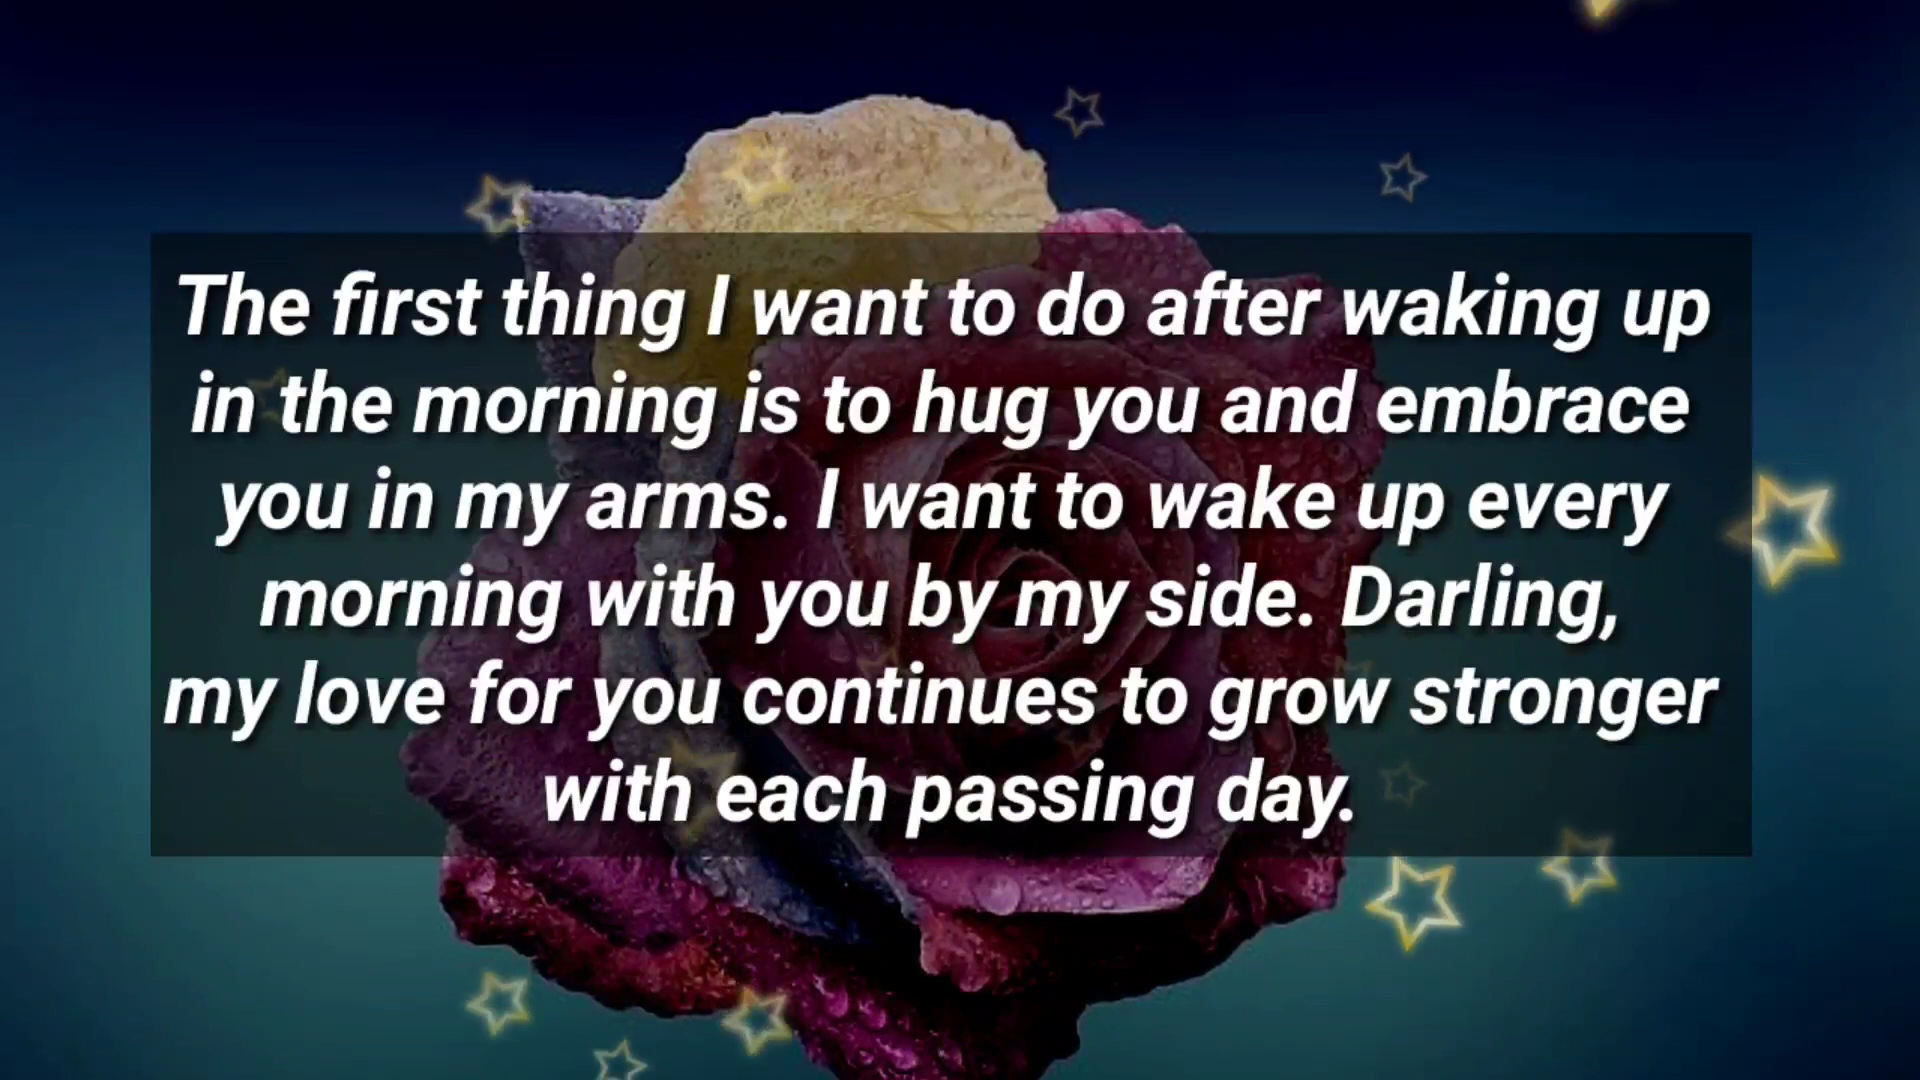 The first thing I want to do after waking up
in the morning is to hug you and embrace
you in my arms. I want to wake up every
morning with you by my side. Darling,
my love for you continues to grow stronger
with each passing day.